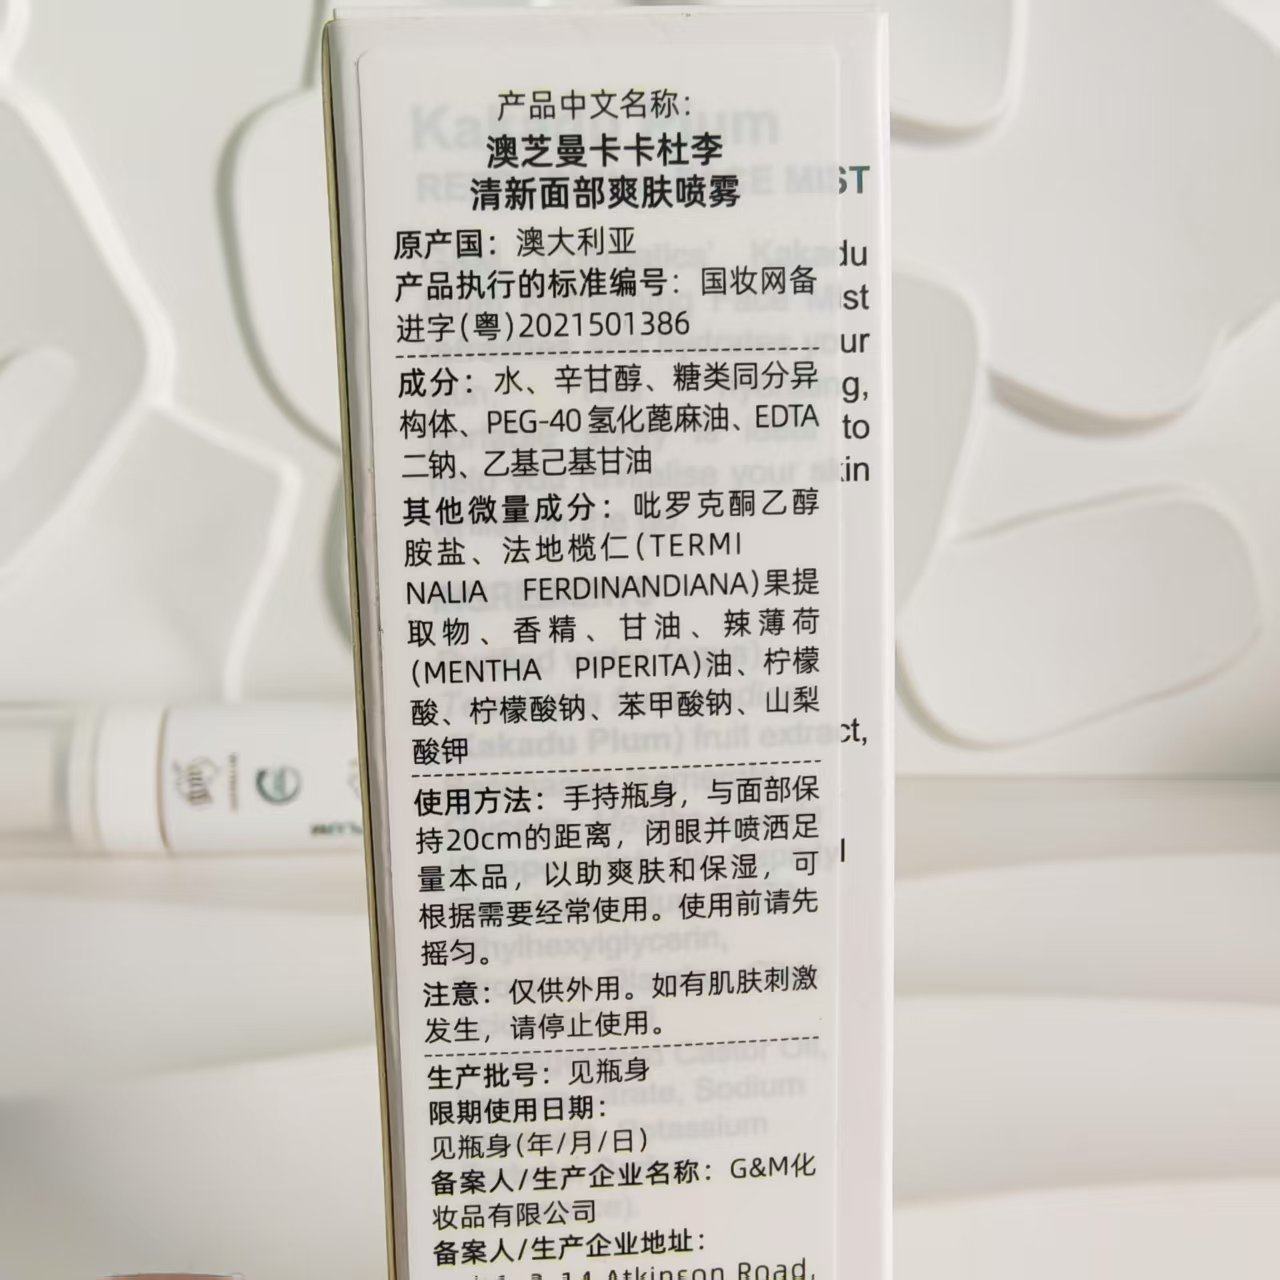 产品中文名称：
澳芝曼卡卡杜李
清新面部爽肤喷雾
原产国：澳大利亚
产品执行的标准编号：国妆网备
进字(粤)2021501386
成分：水、辛甘醇、糖类同分异
构体、PEG-40氢化蓖麻油、EDTA
二钠、乙基己基甘油
其他微量成分：吡罗克酮乙醇
胺盐、法地榄仁(TERMI
NALIA FERDINANDIANA)果提
取物、香精、甘油、辣薄荷
(MENTHA PIPERITA)油、柠檬
酸、柠檬酸钠、苯甲酸钠、山梨
酸钾
使用方法：手持瓶身，与面部保
持20cm的距离，闭眼并喷洒足
量本品，以助爽肤和保湿，可
根据需要经常使用。使用前请先
摇匀。
注意：仅供外用。如有肌肤刺激
发生，请停止使用。
生产批号：见瓶身
限期使用日期：
见瓶身(年/月/日)
备案人/生产企业名称：G&M化
妆品有限公司
备案人/生产企业地址：
Atkinson Road,
ST
du
ist
ur
g,
to
kin
ct,